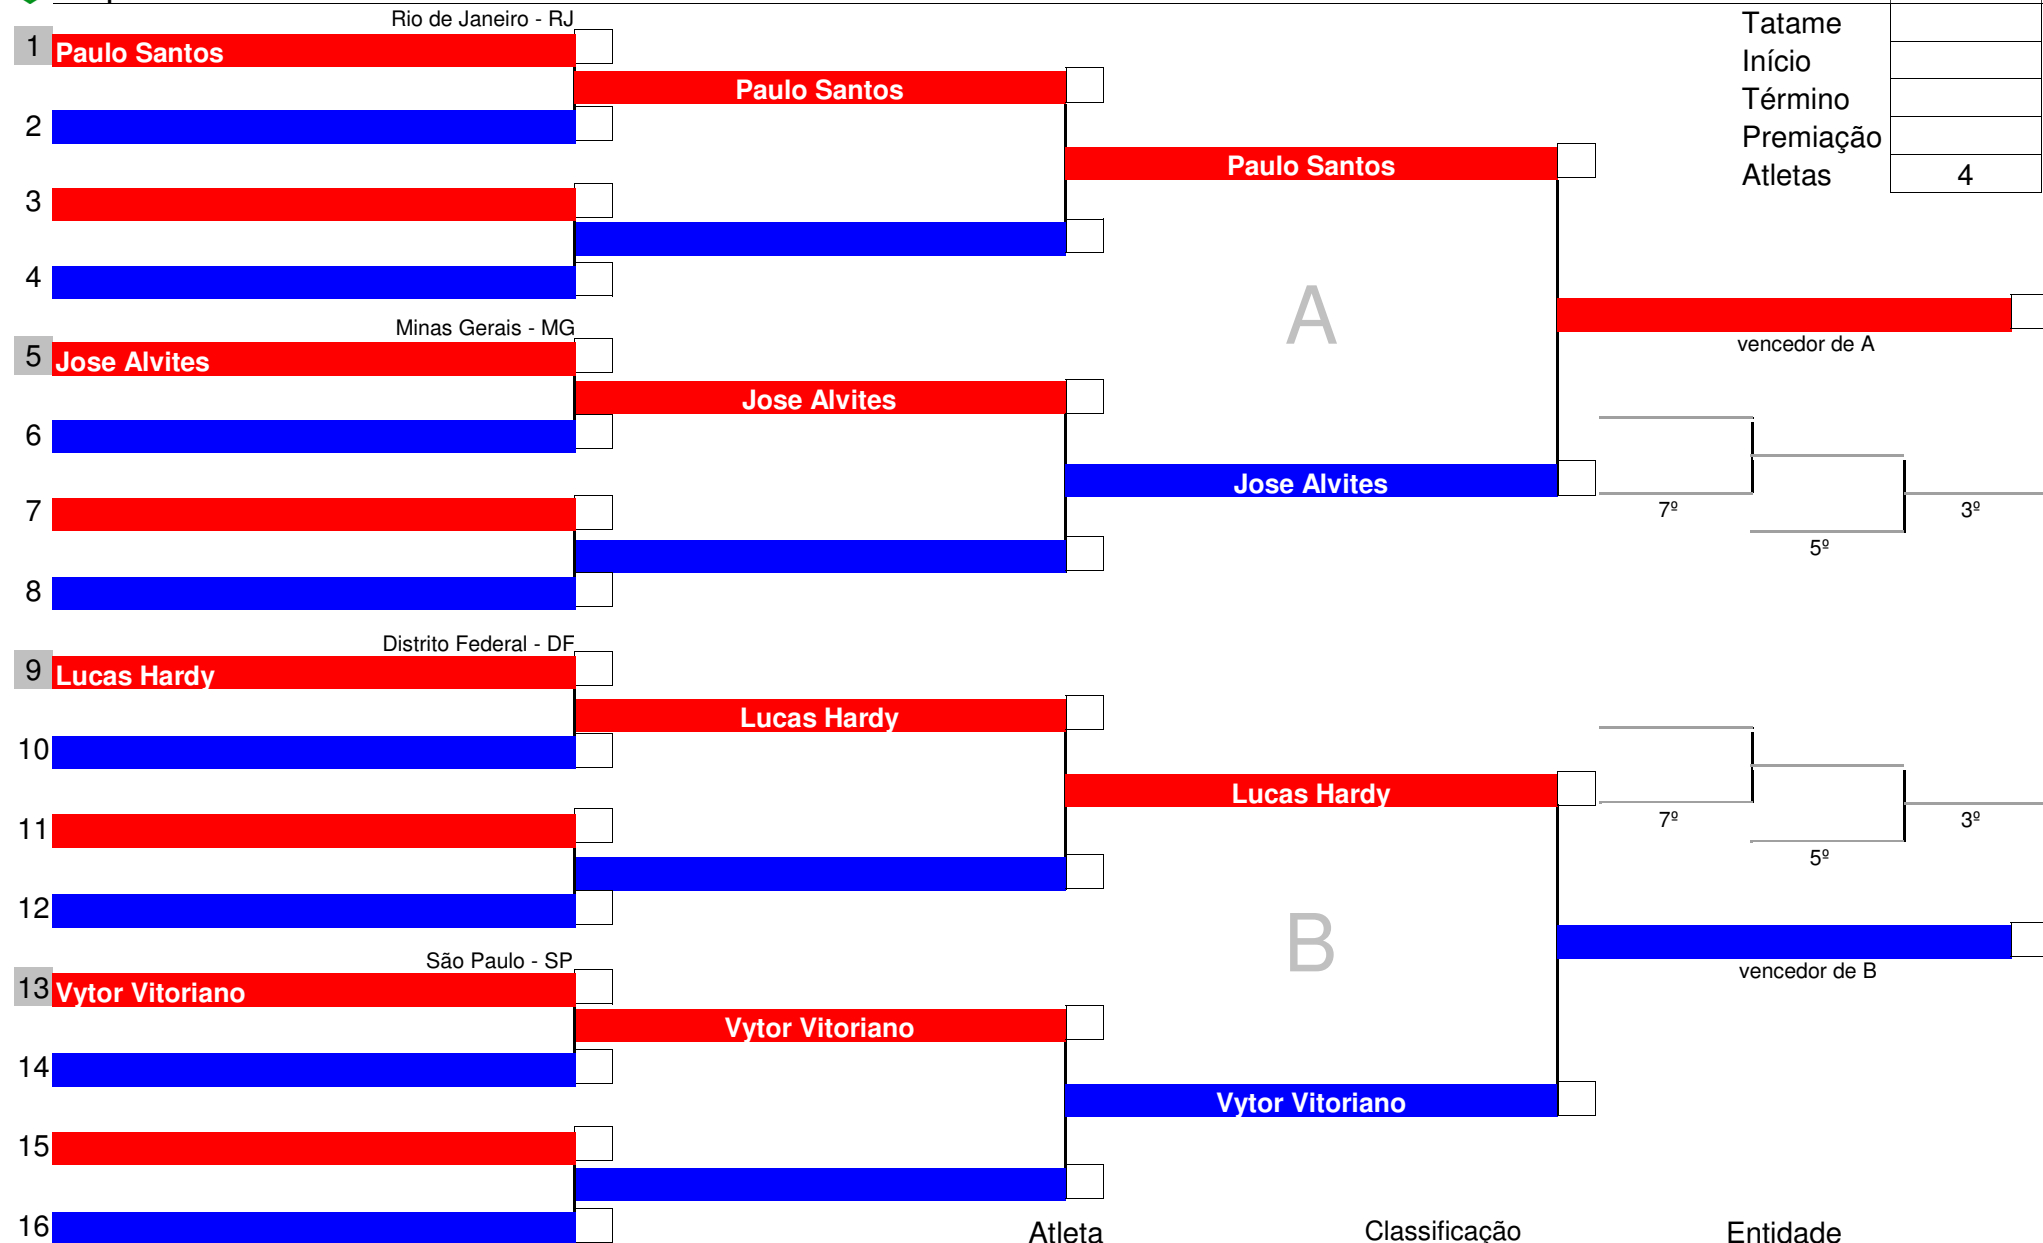 Rio de Janeiro - RJ
Tatame
1 Paulo Santos
Início
Paulo Santos
Término
2
Premiação
Paulo Santos
Atletas 4
3
4
A
Minas Gerais - MG
vencedor de A
5 Jose Alvites
Jose Alvites
6
Jose Alvites
7
7º
3º
5º
8
Distrito Federal - DF
9 Lucas Hardy
Lucas Hardy
10
Lucas Hardy
11
7º
3º
5º
12
B
São Paulo - SP
vencedor de B
13 Vytor Vitoriano
Vytor Vitoriano
14
Vytor Vitoriano
15
16
Atleta Classificação Entidade